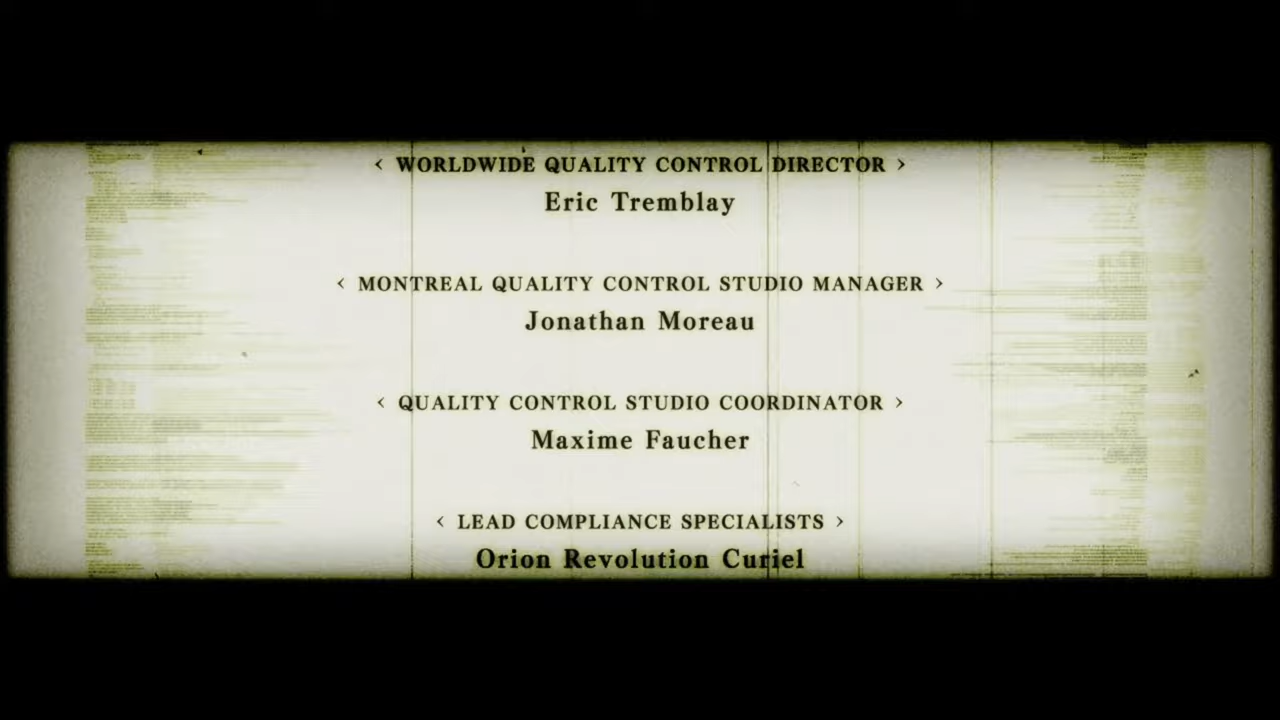 ‹ WORLDWIDE QUALITY CONTROL DIRECTOR ›
Eric Tremblay
‹ MONTREAL QUALITY CONTROL STUDIO MANAGER ›
Jonathan Moreau
‹ QUALITY CONTROL STUDIO COORDINATOR ›
Maxime Faucher
‹ LEAD COMPLIANCE SPECIALISTS ›
Orion Revolution Curiel